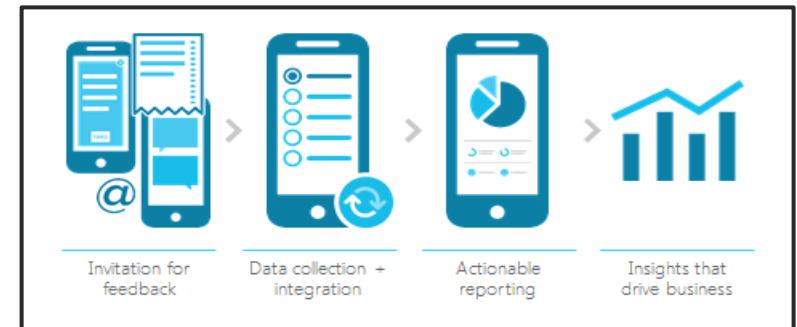 @
Invitation for
feedback
Data collection +
integration
Actionable
reporting
Insights that
drive business